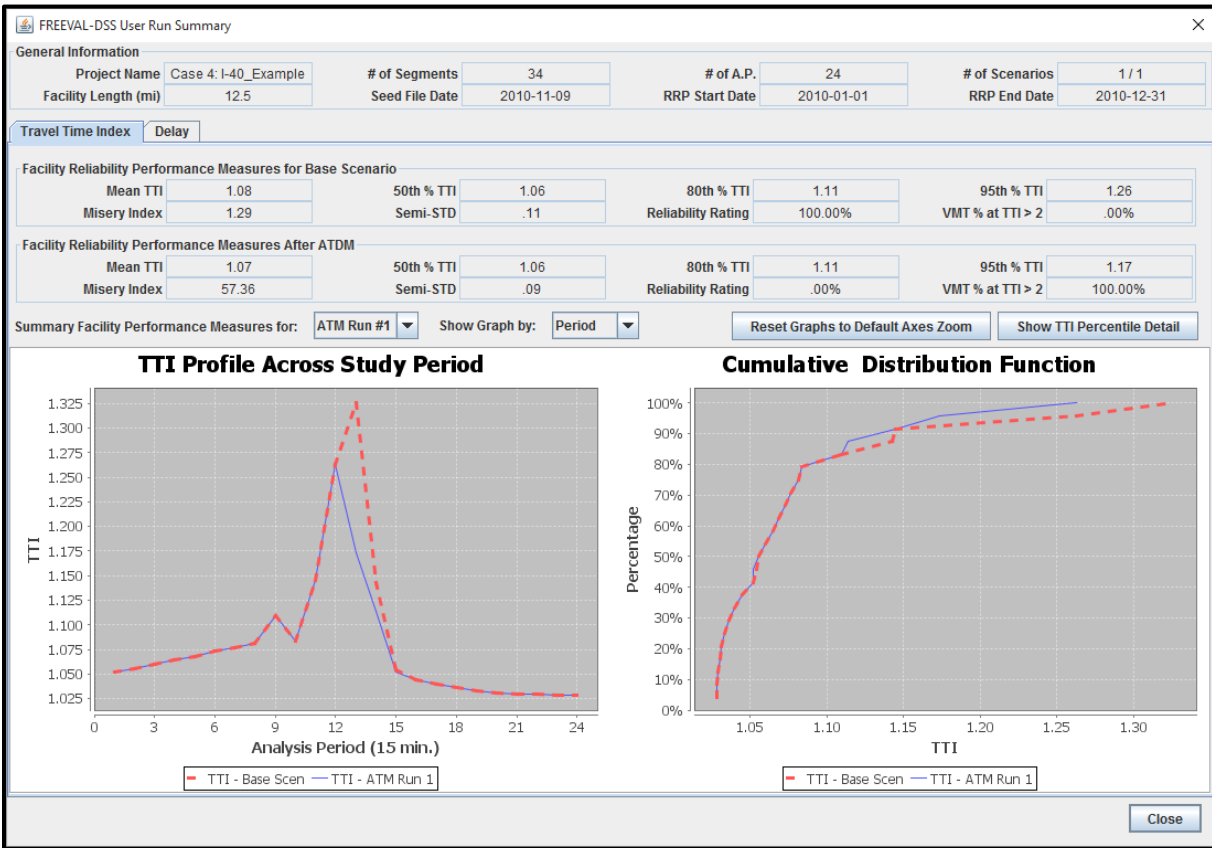 FREEVAL-DSS User Run Summary
General Information
Project Name Case 4: I-40_Example # of Segments 34 # of A.P. 24 # of Scenarios 1 / 1
Facility Length (mi) 12.5 Seed File Date 2010-11-09 RRP Start Date 2010-01-01 RRP End Date 2010-12-31
Travel Time Index Delay
Facility Reliability Performance Measures for Base Scenario
Mean TTI 1.08 50th % TTI 1.06 80th % TTI 1.11 95th % TTI 1.26
Misery Index 1.29 Semi-STD .11 Reliability Rating 100.00% VMT % at TTI > 2 .00%
Facility Reliability Performance Measures After ATDM
Mean TTI 1.07 50th % TTI 1.06 80th % TTI 1.11 95th % TTI 1.17
Misery Index 57.36 Semi-STD .09 Reliability Rating .00% VMT % at TTI > 2 100.00%
Summary Facility Performance Measures for: ATM Run #1 Show Graph by: Period Reset Graphs to Default Axes Zoom Show TTI Percentile Detail
TTI Profile Across Study Period
1.325
1.300
1.275
1.250
1.225
1.200
1.175
1.150
1.125
1.100
1.075
1.050
1.025
TTI
0 3 6 9 12 15 18 21 24
Analysis Period (15 min.)
TTI - Base Scen TTI - ATM Run 1
Cumulative Distribution Function
100%
90%
80%
70%
60%
50%
40%
30%
20%
10%
0%
Percentage
1.05 1.10 1.15 1.20 1.25 1.30
TTI
TTI - Base Scen TTI - ATM Run 1
Close